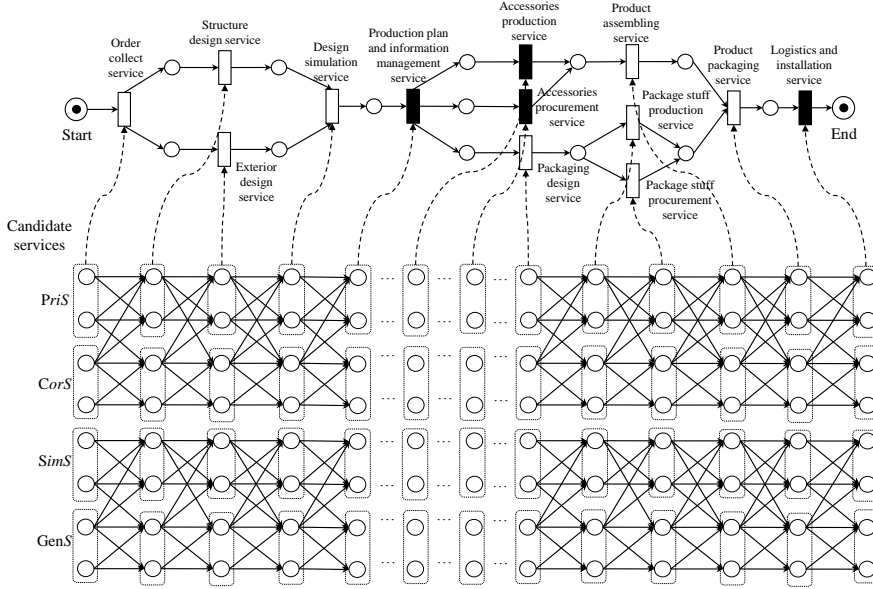 Order
collect
service
Structure
design service
Design
simulation
service
Production plan
and information
management
service
Accessories
production
service
Product
assembling
service
Product
packaging
service
Logistics and
installation
service
Start
Exterior
design
service
Accessories
procurement
service
Packaging
design
service
Package stuff
production
service
Package stuff
procurement
service
End
Candidate
services
PriS
CorS
SimS
GenS